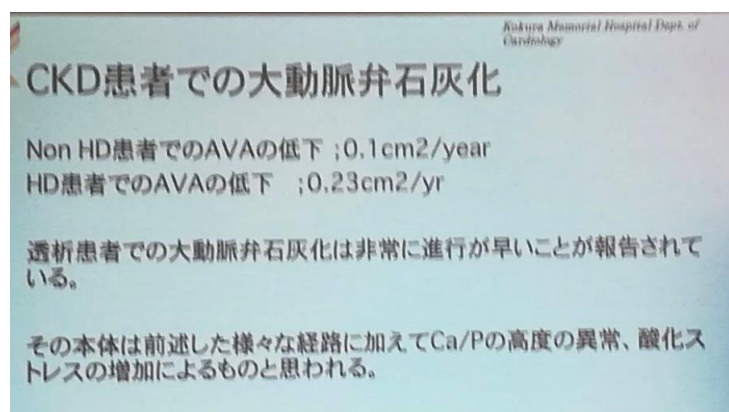 Kokura Memorial Hospital Dept. of
Cardiology
CKD患者での大動脈弁石灰化
Non HD患者でのAVAの低下 ;0.1cm2/year
HD患者でのAVAの低下 ;0.23cm2/yr
透析患者での大動脈弁石灰化は非常に進行が早いことが報告されて
いる。
その本体は前述した様々な経路に加えてCa/Pの高度の異常、酸化ス
トレスの増加によるものと思われる。